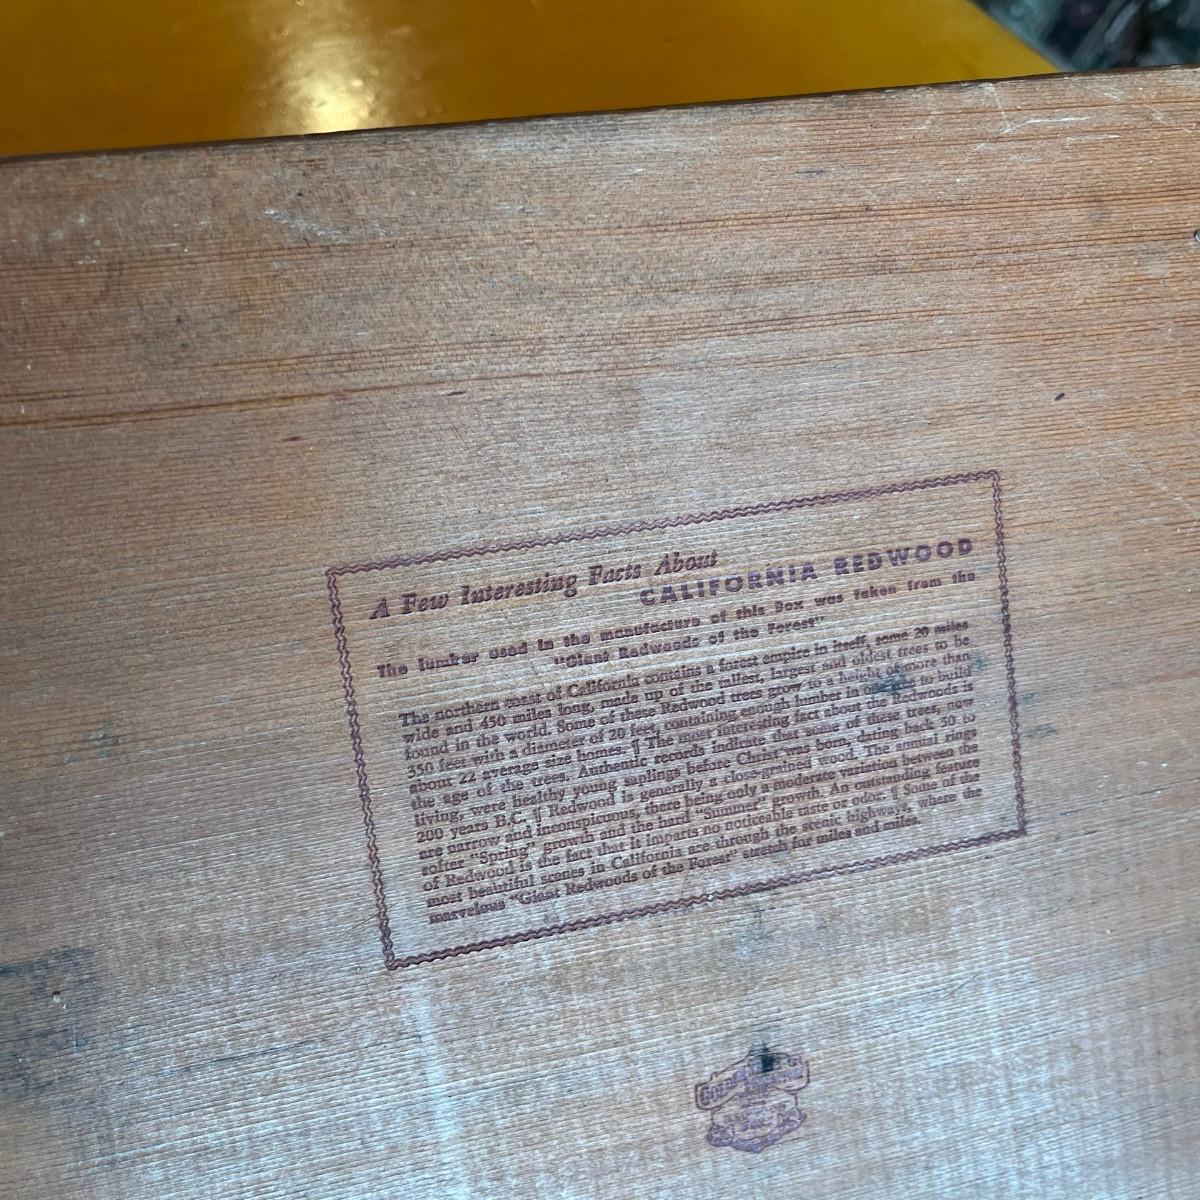 A Few Interesting Facts About
CALIFORNIA REDWOOD
The lumber used in the manufacture of this Box was taken from the
"Giant Redwoods of the Forest"
The northern coast of California contains a forest empire in itself, some 20 miles
wide and 450 miles long, made up of the tallest, largest and oldest trees to be
found in the world. Some of these Redwood trees grow to a height of more than
350 feet with a diameter of 20 feet, containing enough lumber in to build
about 22 average size homes. ¶ The most interesting fact about the Redwoods is
the age of the trees. Authentic records indicate that some of these trees, now
living, were healthy young saplings before Christ was born, dating back 50 to
200 years B.C. ¶ Redwood is generally a close-grained wood. The annual rings
are narrow and inconspicuous, there being only a moderate variation between the
softer "Spring" growth and the hard "Summer" growth. An outstanding feature
of Redwood is the fact that it imparts no noticeable taste or odor. ¶ Some of the
most beautiful scenes in California are through the scenic highways, where the
marvelous "Giant Redwoods of the Forest" stretch for miles and miles.